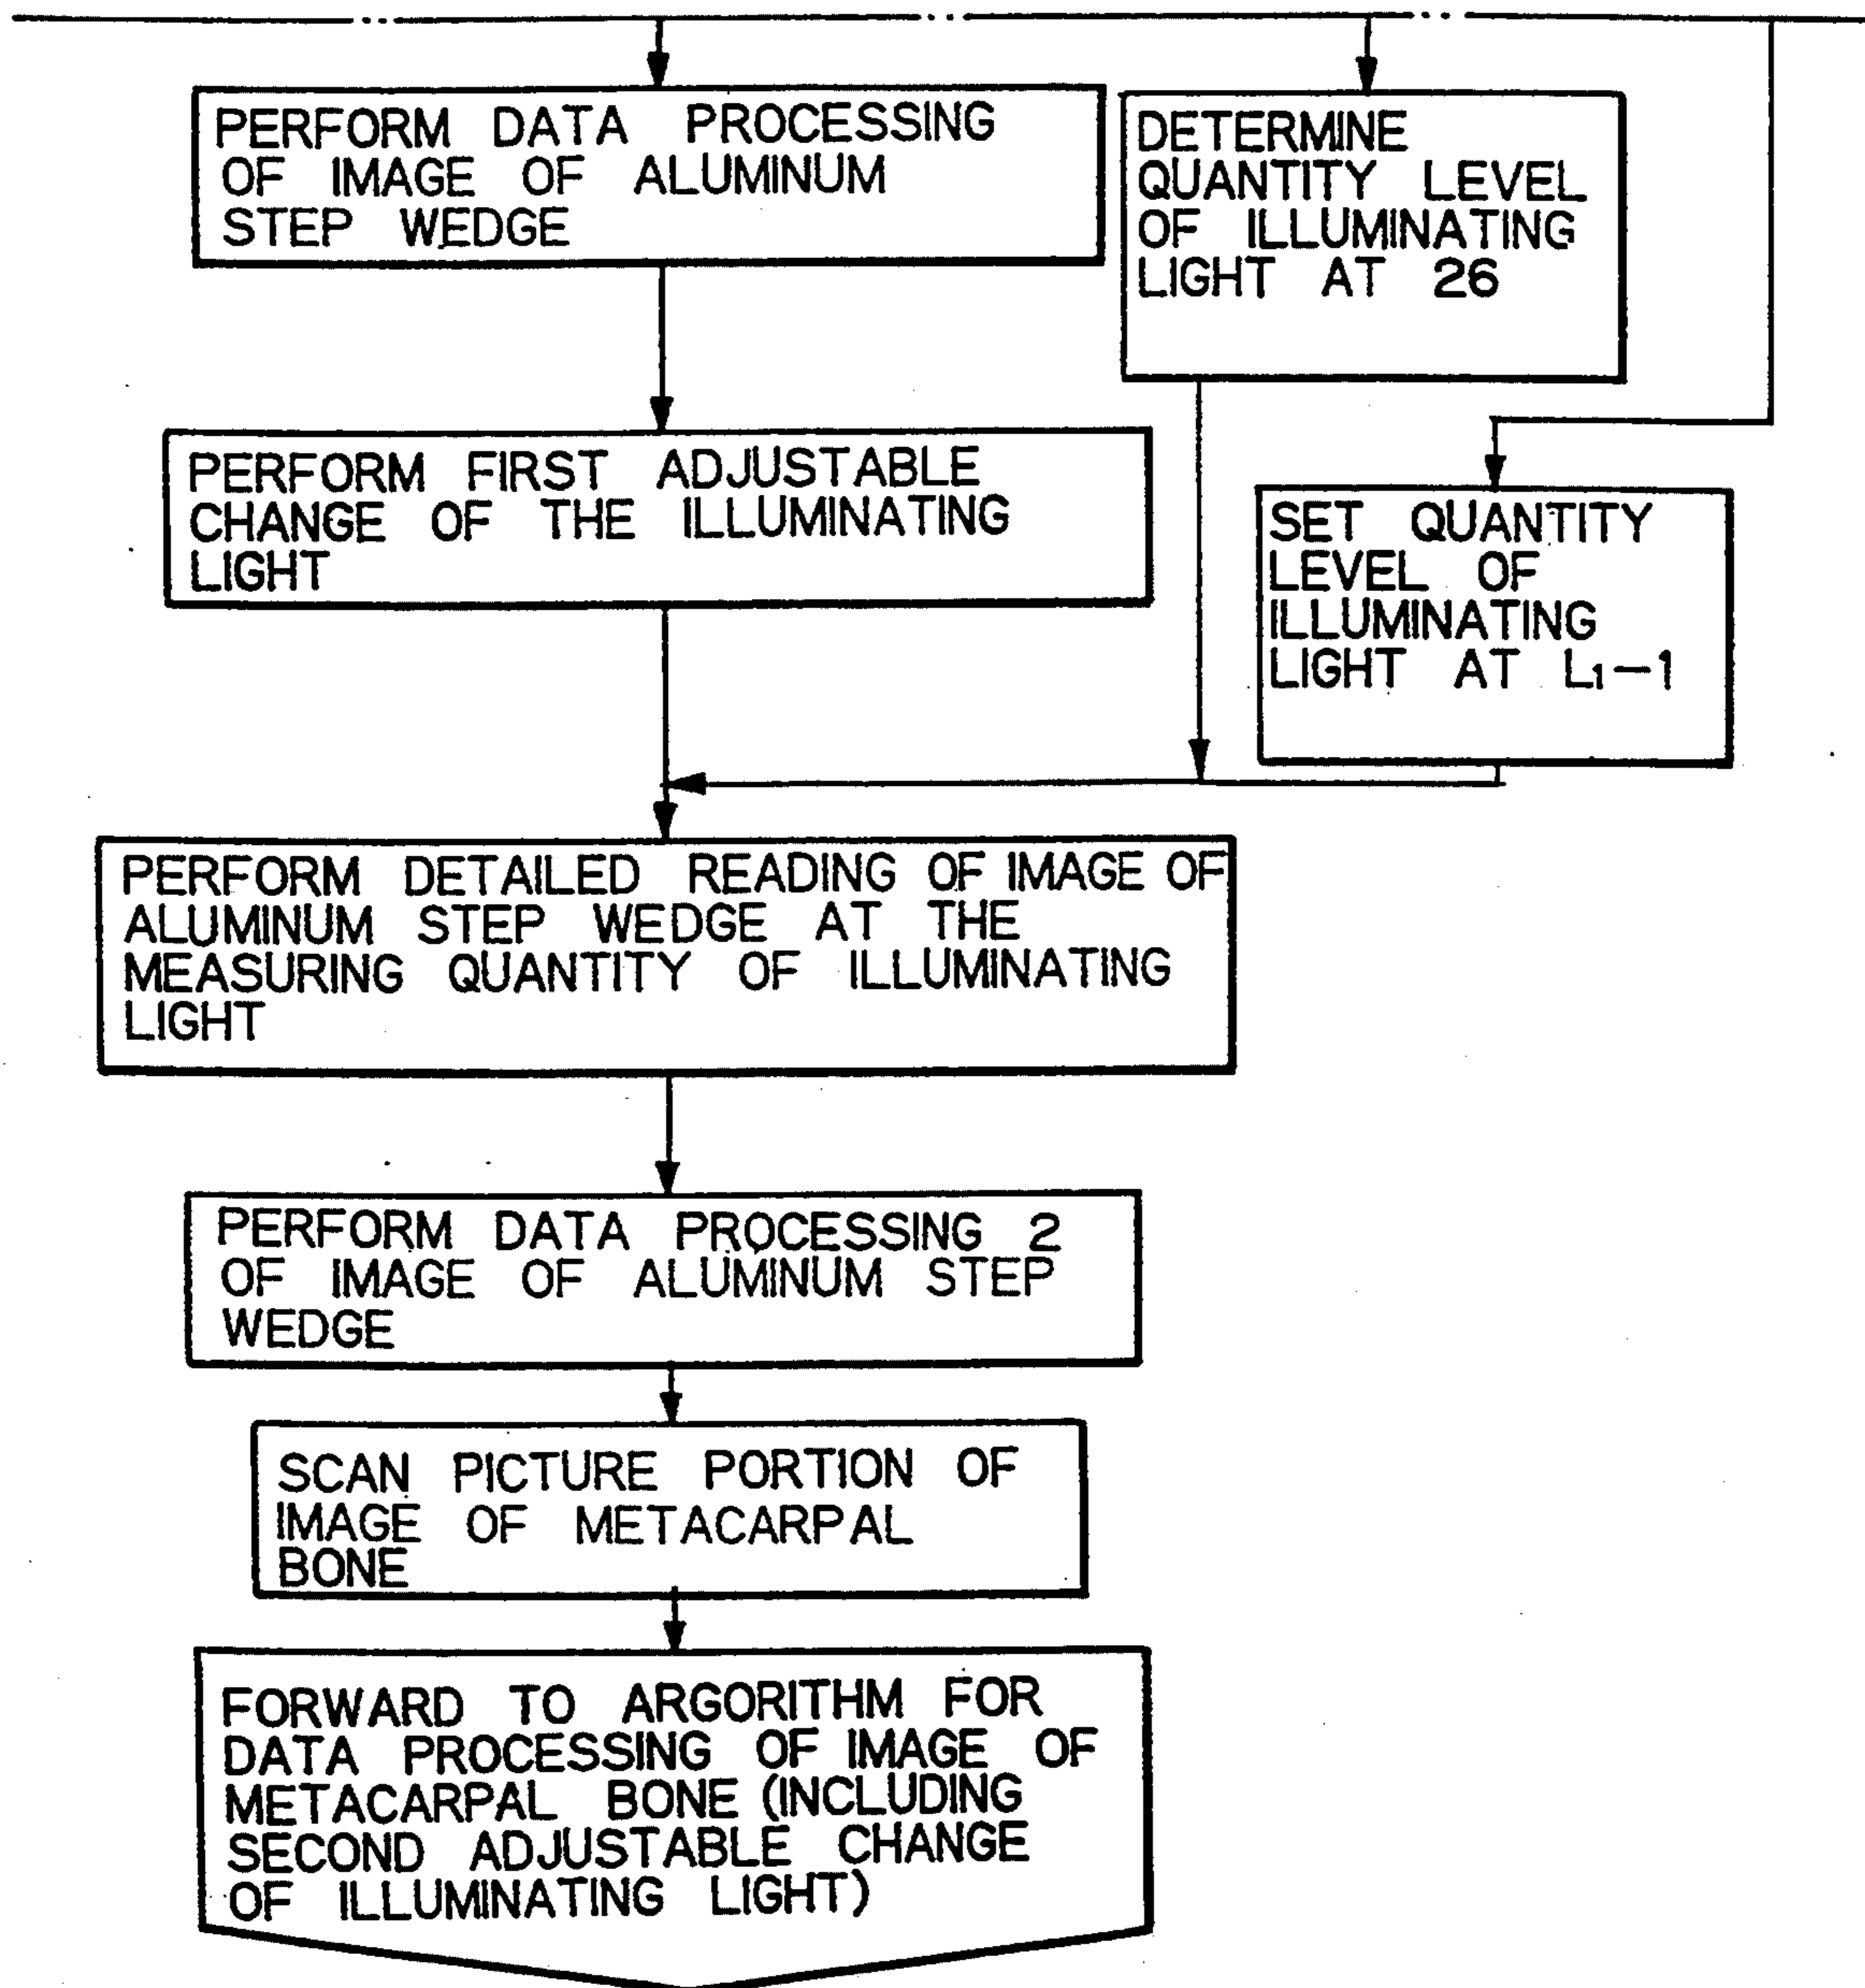 PERFORM DATA PROCESSING
OF IMAGE OF ALUMINUM
STEP WEDGE
DETERMINE
QUANTITY LEVEL
OF ILLUMINATING
LIGHT AT 26
PERFORM FIRST ADJUSTABLE
CHANGE OF THE ILLUMINATING
LIGHT
SET QUANTITY
LEVEL OF
ILLUMINATING
LIGHT AT L1-1
PERFORM DETAILED READING OF IMAGE OF
ALUMINUM STEP WEDGE AT THE
MEASURING QUANTITY OF ILLUMINATING
LIGHT
PERFORM DATA PROCESSING 2
OF IMAGE OF ALUMINUM STEP
WEDGE
SCAN PICTURE PORTION OF
IMAGE OF METACARPAL
BONE
FORWARD TO ARGORITHM FOR
DATA PROCESSING OF IMAGE OF
METACARPAL BONE (INCLUDING
SECOND ADJUSTABLE CHANGE
OF ILLUMINATING LIGHT)